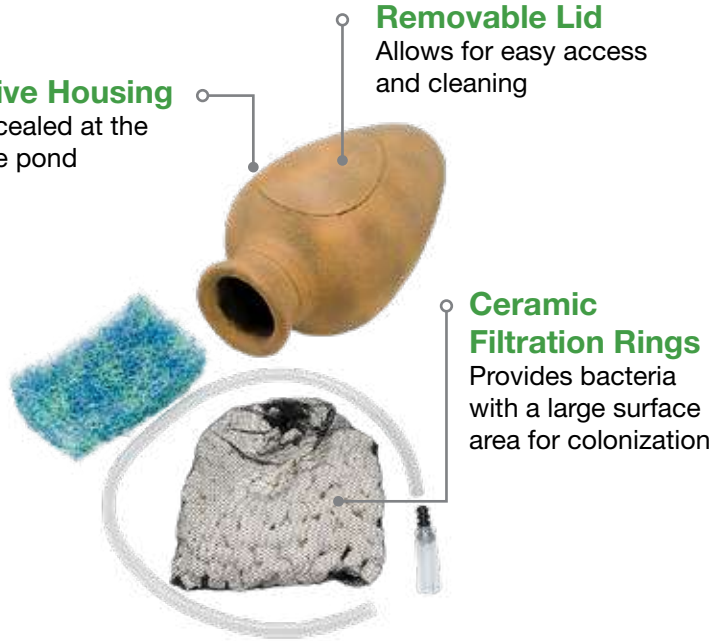 Removable Lid
Allows for easy access
and cleaning
ive Housing
cealed at the
e pond
Ceramic
Filtration Rings
Provides bacteria
with a large surface
area for colonization